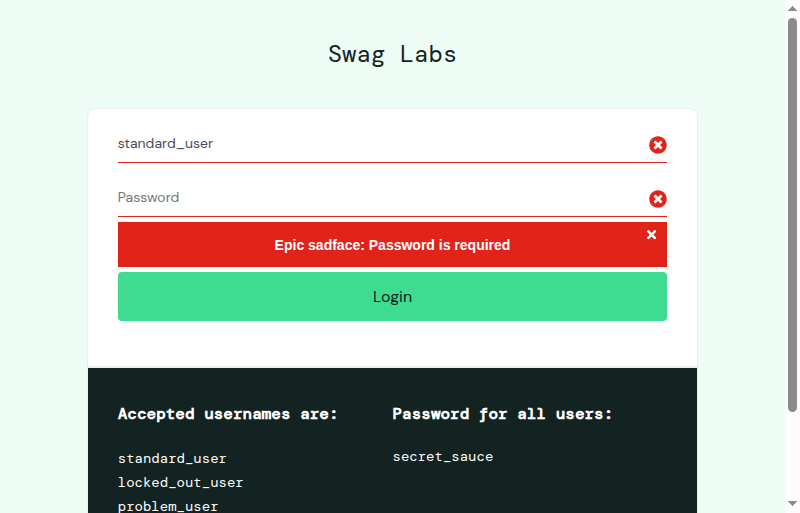 Swag Labs
standard_user
Password
Epic sadface: Password is required
Login
Accepted usernames are:
standard_user
locked_out_user
problem_user
Password for all users:
secret_sauce